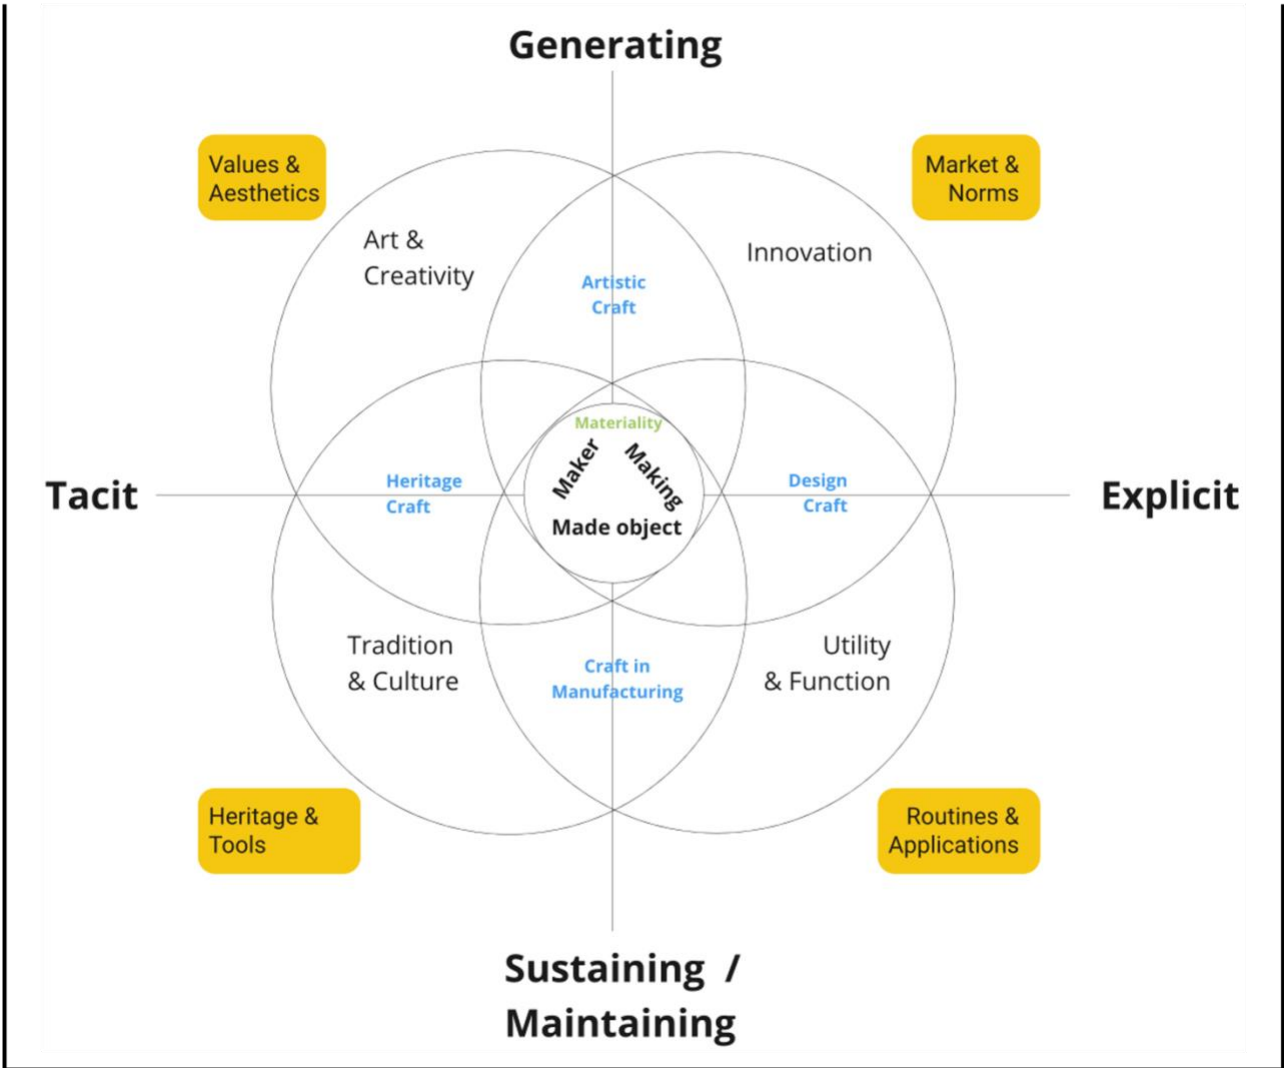 Generating
Values &
Aesthetics
Market &
Norms
Art &
Creativity
Innovation
Artistic
Craft
Materiality
Maker
Making
Made object
Heritage
Craft
Design
Craft
Tacit
Explicit
Tradition
& Culture
Utility
& Function
Craft in
Manufacturing
Heritage &
Tools
Routines &
Applications
Sustaining /
Maintaining